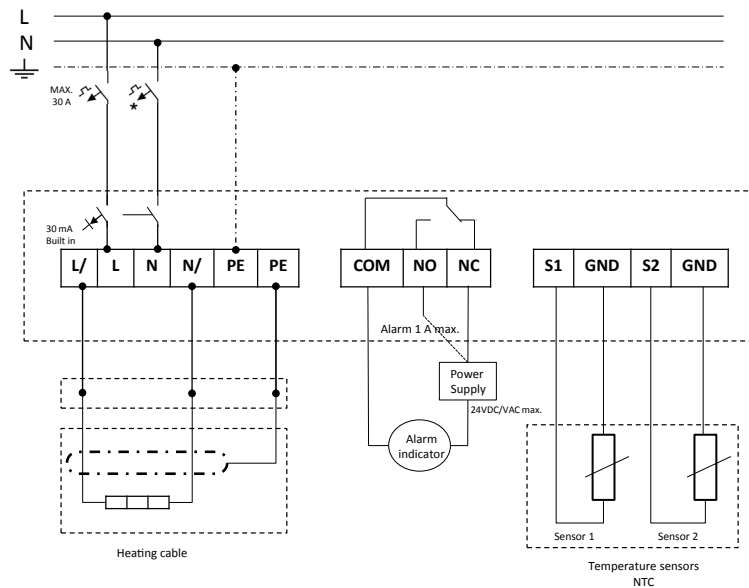 L
N
MAX.
30 A
*
30 mA
Built in
L/ L N N/ PE PE
COM NO NC
S1 GND S2 GND
Alarm 1 A max.
Power
Supply
24VDC/VAC max.
Alarm
indicator
Sensor 1
Sensor 2
Heating cable
Temperature sensors
NTC